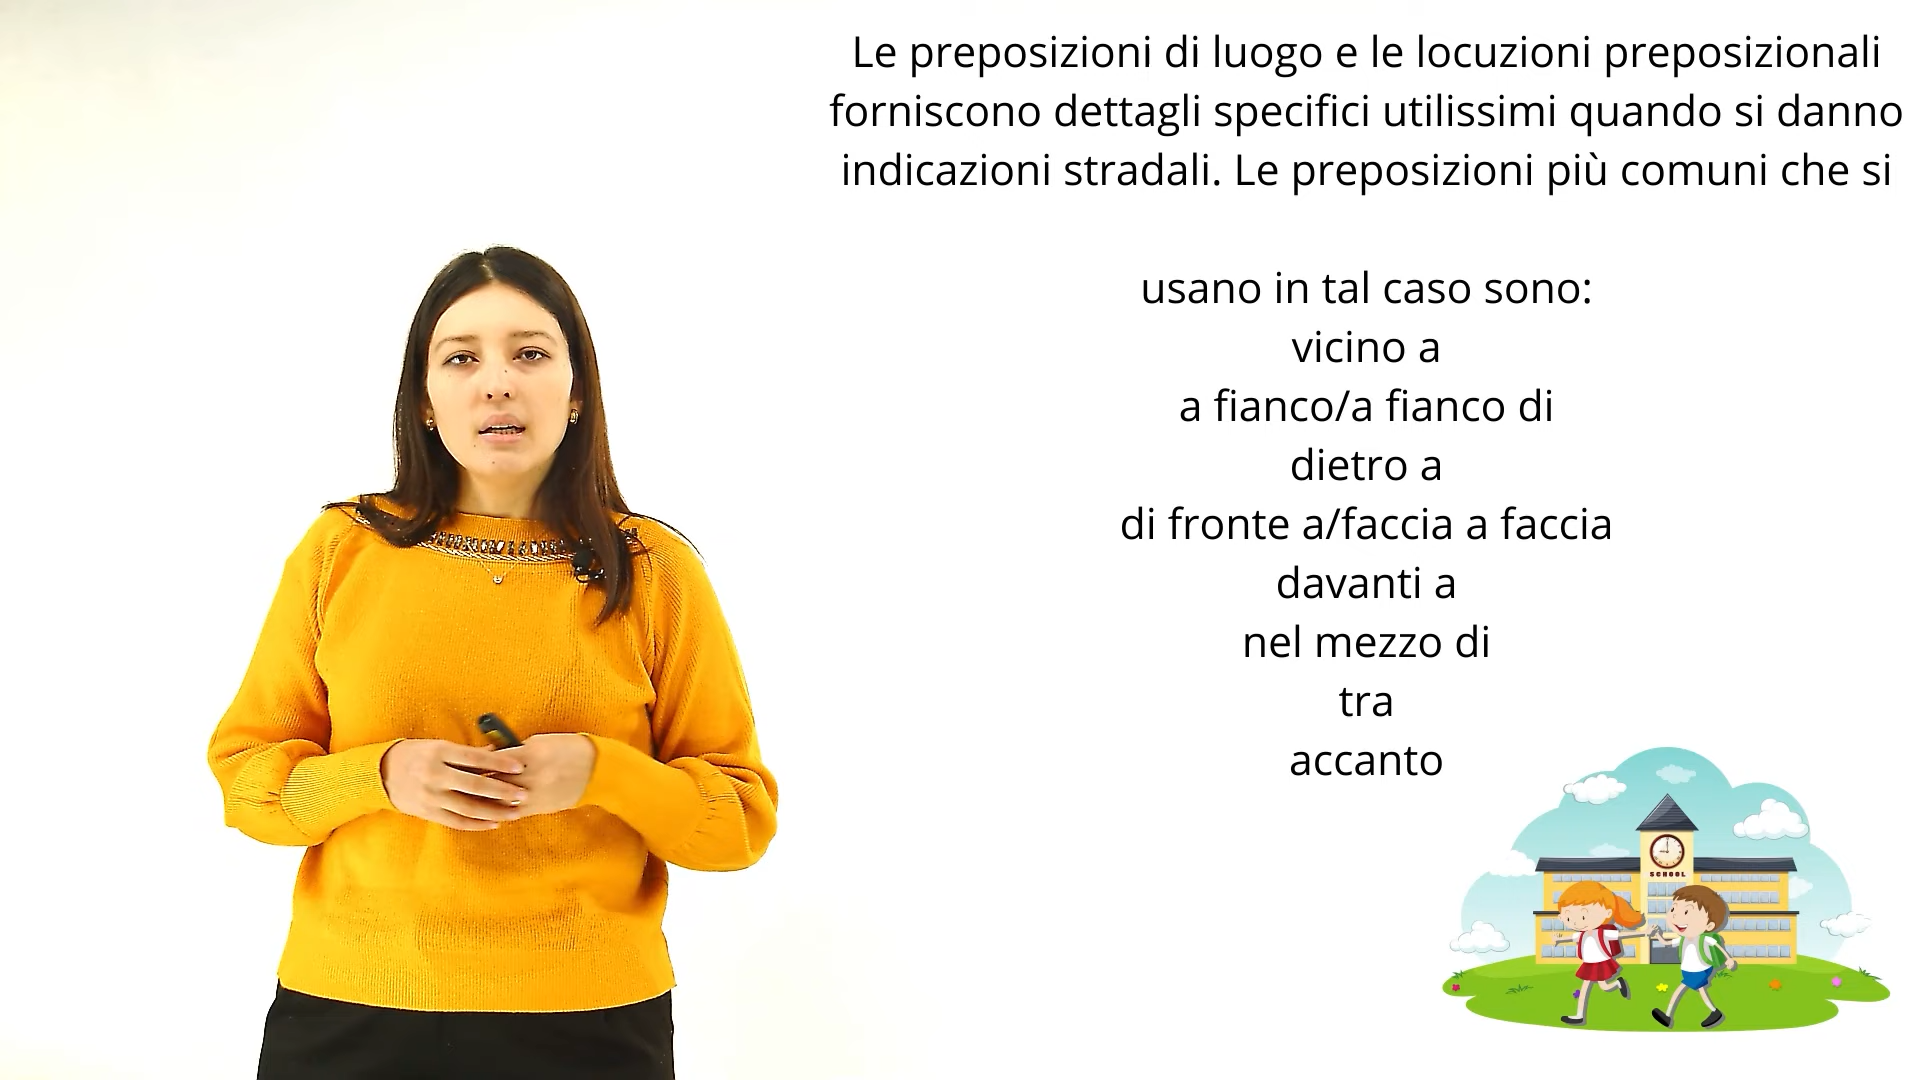 Le preposizioni di luogo e le locuzioni preposizionali
forniscono dettagli specifici utilissimi quando si danno
indicazioni stradali. Le preposizioni più comuni che si
usano in tal caso sono:
vicino a
a fianco/a fianco di
dietro a
di fronte a/faccia a faccia
davanti a
nel mezzo di
tra
accanto
SCHOOL